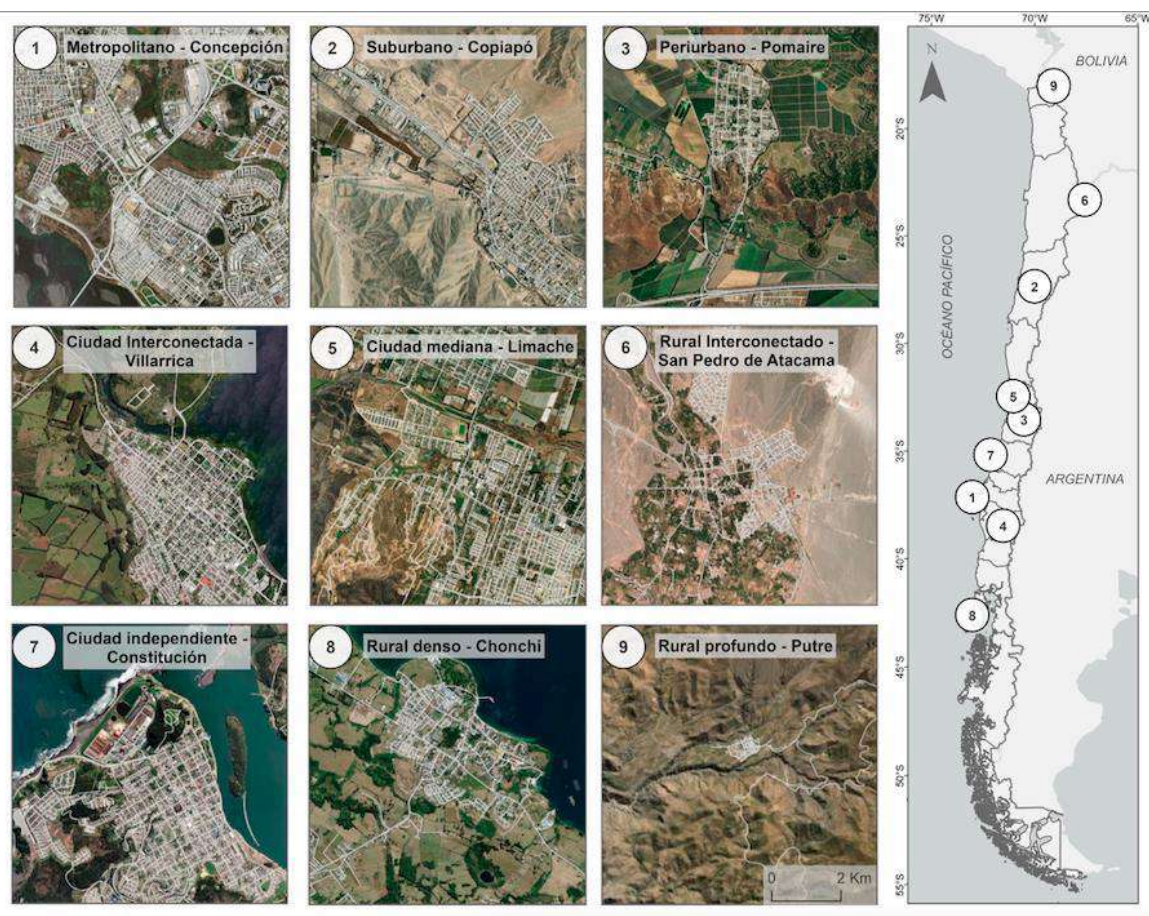 1
Metropolitano - Concepción
2
Suburbano - Copiapó
3
Periurbano - Pomaire
4
Ciudad Interconectada -
Villarrica
5
Ciudad mediana - Limache
6
Rural Interconectado -
San Pedro de Atacama
7
Ciudad independiente -
Constitución
8
Rural denso - Chonchi
9
Rural profundo - Putre
0 2 Km
75°W 70°W 65°W
N
BOLIVIA
9
20°S
6
25°S
OCÉANO PACÍFICO
2
30°S
5
3
35°S
7
ARGENTINA
1
4
40°S
8
45°S
50°S
55°S